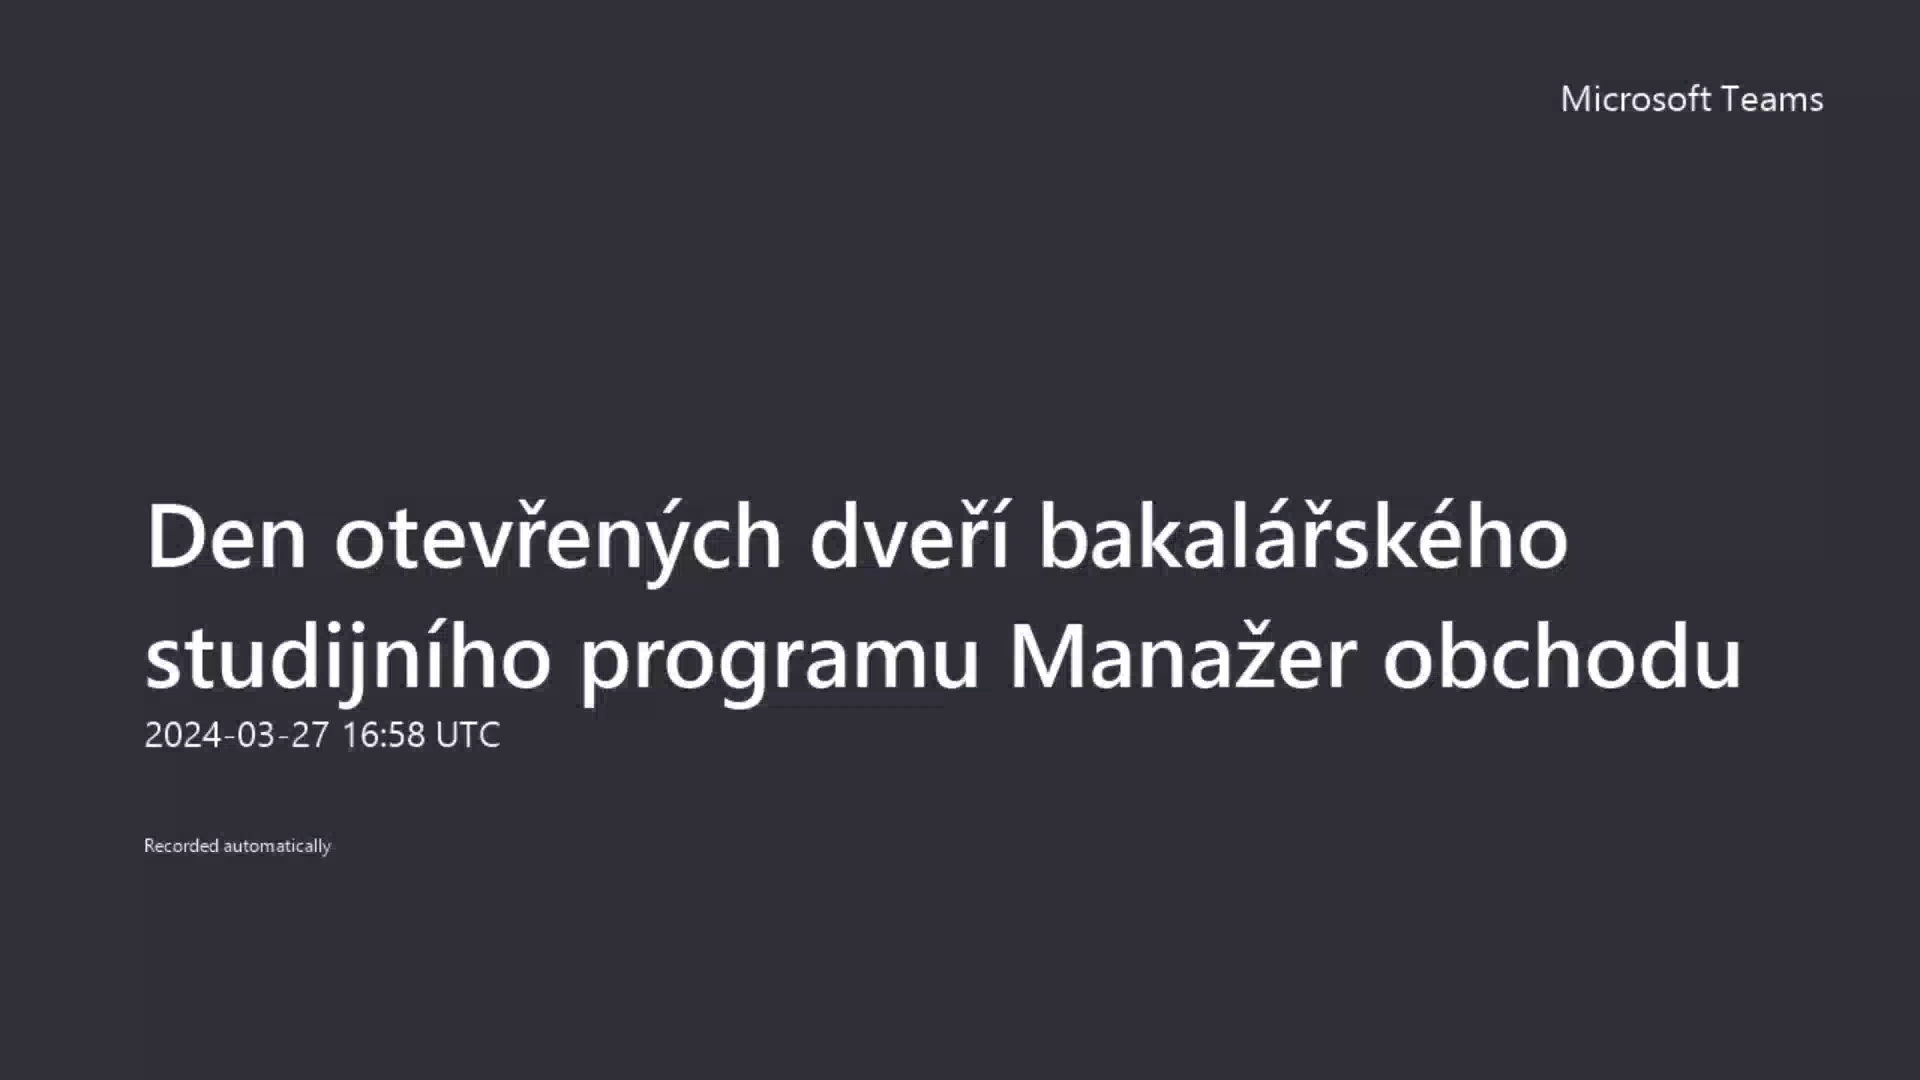 Microsoft Teams
Den otevřených dveří bakalářského
studijního programu Manažer obchodu
2024-03-27 16:58 UTC
Recorded automatically